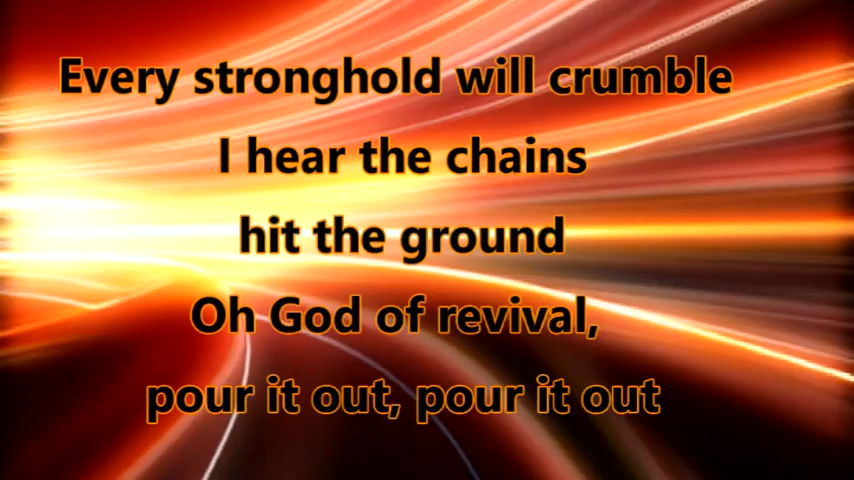 Every stronghold will crumble
I hear the chains
hit the ground
Oh God of revival,
pour it out, pour it out